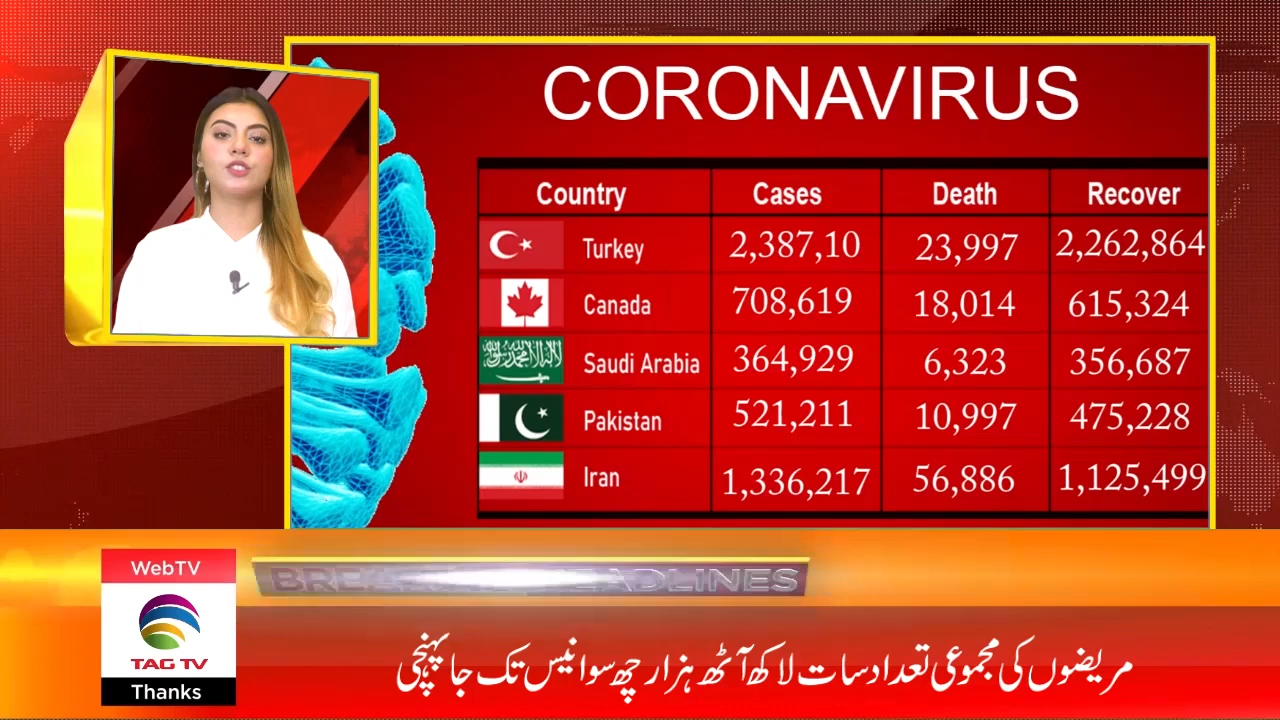 CORONAVIRUS
Country Cases Death Recover
Turkey 2,387,10 23,997 2,262,864
Canada 708,619 18,014 615,324
Saudi Arabia 364,929 6,323 356,687
Pakistan 521,211 10,997 475,228
Iran 1,336,217 56,886 1,125,499
WebTV
TAG TV
Thanks
مریضوں کی مجموعی تعداد سات لاکھ آٹھ ہزار چھ سو انیس تک جا پہنچی